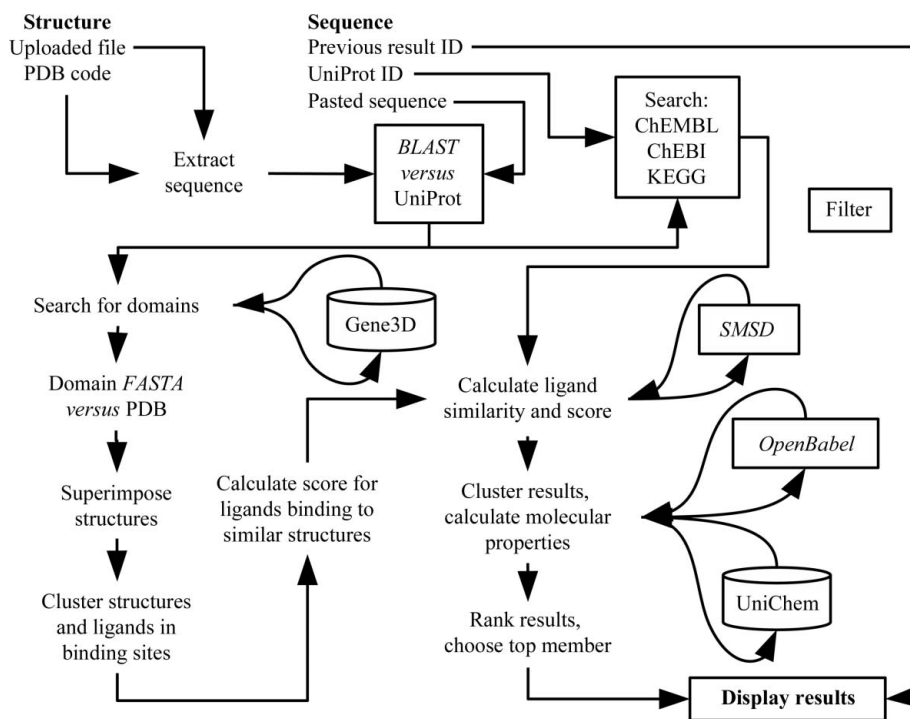 Structure
Uploaded file
PDB code
Sequence
Previous result ID
UniProt ID
Pasted sequence
Extract
sequence
BLAST
versus
UniProt
Search:
ChEMBL
ChEBI
KEGG
Filter
Search for domains
Gene3D
SMSD
Domain FASTA
versus PDB
Calculate ligand
similarity and score
OpenBabel
Superimpose
structures
Calculate score for
ligands binding to
similar structures
Cluster results,
calculate molecular
properties
Cluster structures
and ligands in
binding sites
UniChem
Rank results,
choose top member
Display results